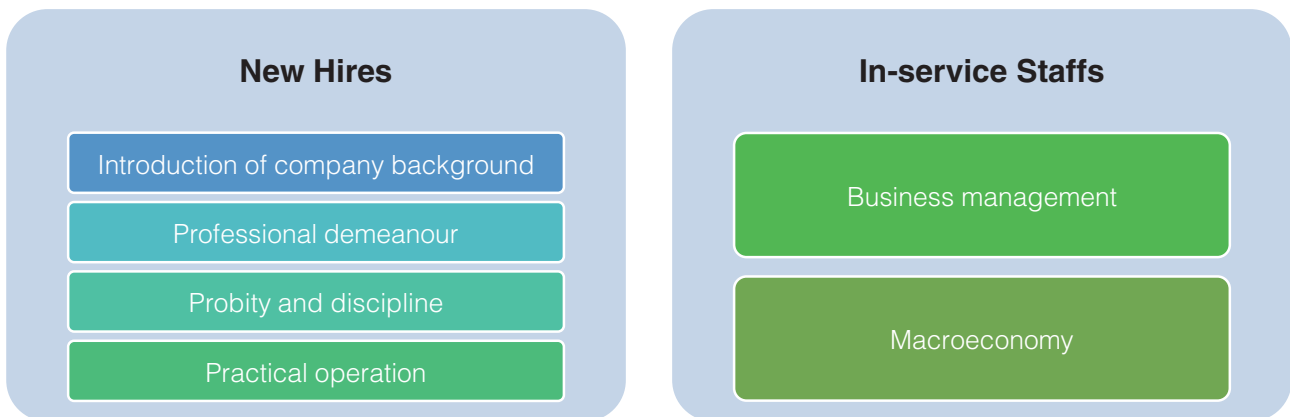 New Hires
Introduction of company background
Professional demeanour
Probity and discipline
Practical operation
In-service Staffs
Business management
Macroeconomy